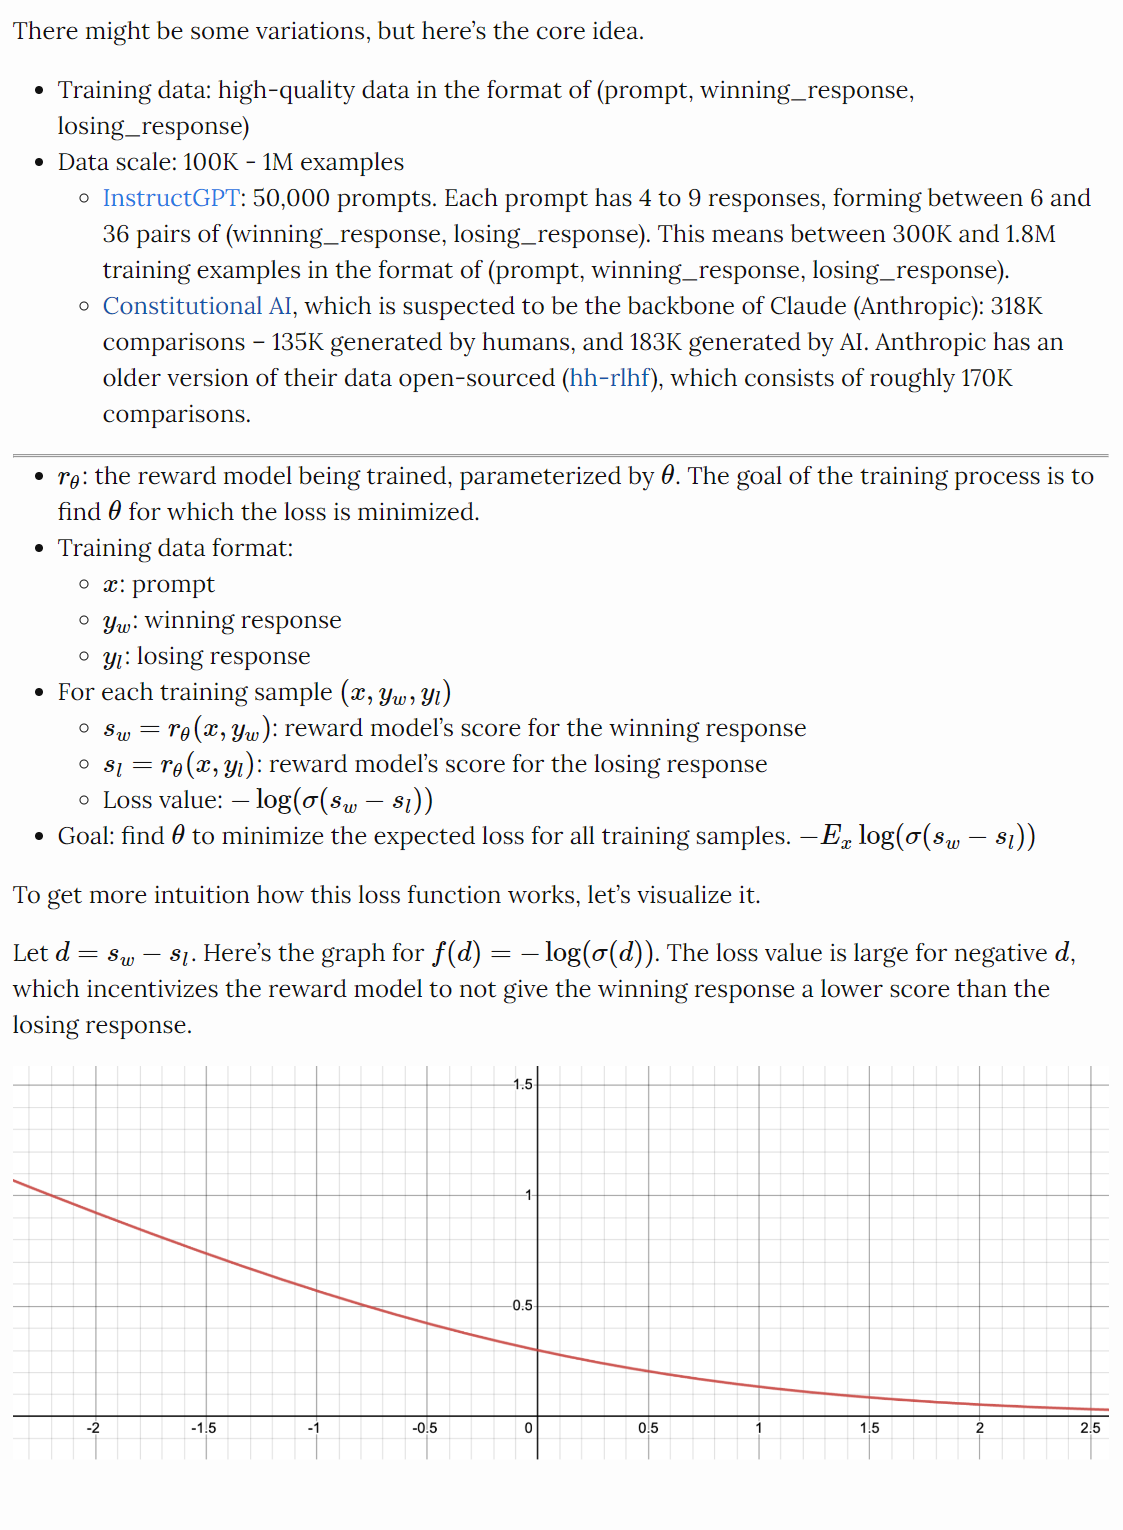 There might be some variations, but here’s the core idea.
• Training data: high-quality data in the format of (prompt, winning_response,
losing_response)
• Data scale: 100K - 1M examples
◦ InstructGPT: 50,000 prompts. Each prompt has 4 to 9 responses, forming between 6 and
36 pairs of (winning_response, losing_response). This means between 300K and 1.8M
training examples in the format of (prompt, winning_response, losing_response).
◦ Constitutional AI, which is suspected to be the backbone of Claude (Anthropic): 318K
comparisons – 135K generated by humans, and 183K generated by AI. Anthropic has an
older version of their data open-sourced (hh-rlhf), which consists of roughly 170K
comparisons.
• r_θ: the reward model being trained, parameterized by θ. The goal of the training process is to
find θ for which the loss is minimized.
• Training data format:
◦ x: prompt
◦ y_w: winning response
◦ y_l: losing response
• For each training sample (x, y_w, y_l)
◦ s_w = r_θ(x, y_w): reward model’s score for the winning response
◦ s_l = r_θ(x, y_l): reward model’s score for the losing response
◦ Loss value: − log(σ(s_w − s_l))
• Goal: find θ to minimize the expected loss for all training samples. −E_x log(σ(s_w − s_l))
To get more intuition how this loss function works, let’s visualize it.
Let d = s_w − s_l. Here’s the graph for f(d) = − log(σ(d)). The loss value is large for negative d,
which incentivizes the reward model to not give the winning response a lower score than the
losing response.
1.5
1
0.5
-2 -1.5 -1 -0.5 0 0.5 1 1.5 2 2.5